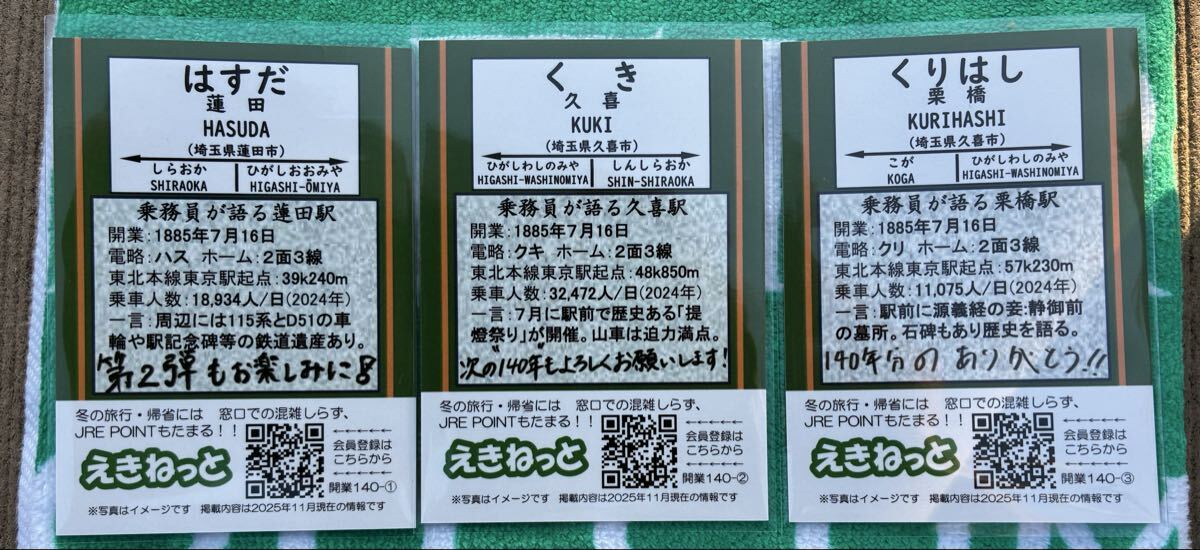 はすだ
蓮田
HASUDA
(埼玉県蓮田市)
しらおか ひがしおおみや
SHIRAOKA HIGASHI-ŌMIYA
乗務員が語る蓮田駅
開業:1885年7月16日
電略:ハス ホーム:2面3線
東北本線東京駅起点:39k240m
乗車人数:18,934人/日(2024年)
一言:周辺には115系とD51の車
輪や駅記念碑等の鉄道遺産あり。
第2弾もお楽しみに!
冬の旅行・帰省には 窓口での混雑しらず、
JRE POINTもたまる!!
えきねっと
会員登録は
こちらから
開業140-①
※写真はイメージです 掲載内容は2025年11月現在の情報です
くき
久喜
KUKI
(埼玉県久喜市)
ひがしわしのみや しんしらおか
HIGASHI-WASHINOMIYA SHIN-SHIRAOKA
乗務員が語る久喜駅
開業:1885年7月16日
電略:クキ ホーム:2面3線
東北本線東京駅起点:48k850m
乗車人数:32,472人/日(2024年)
一言:7月に駅前で歴史ある「提
燈祭り」が開催。山車は迫力満点。
次の"140年"もよろしくお願いします!
冬の旅行・帰省には 窓口での混雑しらず、
JRE POINTもたまる!!
えきねっと
会員登録は
こちらから
開業140-②
※写真はイメージです 掲載内容は2025年11月現在の情報です
くりはし
栗橋
KURIHASHI
(埼玉県久喜市)
こが ひがしわしのみや
KOGA HIGASHI-WASHINOMIYA
乗務員が語る栗橋駅
開業:1885年7月16日
電略:クリ ホーム:2面3線
東北本線東京駅起点:57k230m
乗車人数:11,075人/日(2024年)
一言:駅前に源義経の妾:静御前
の墓所。石碑もあり歴史を語る。
140年分のありがとう!!
冬の旅行・帰省には 窓口での混雑しらず、
JRE POINTもたまる!!
えきねっと
会員登録は
こちらから
開業140-③
※写真はイメージです 掲載内容は2025年11月現在の情報です